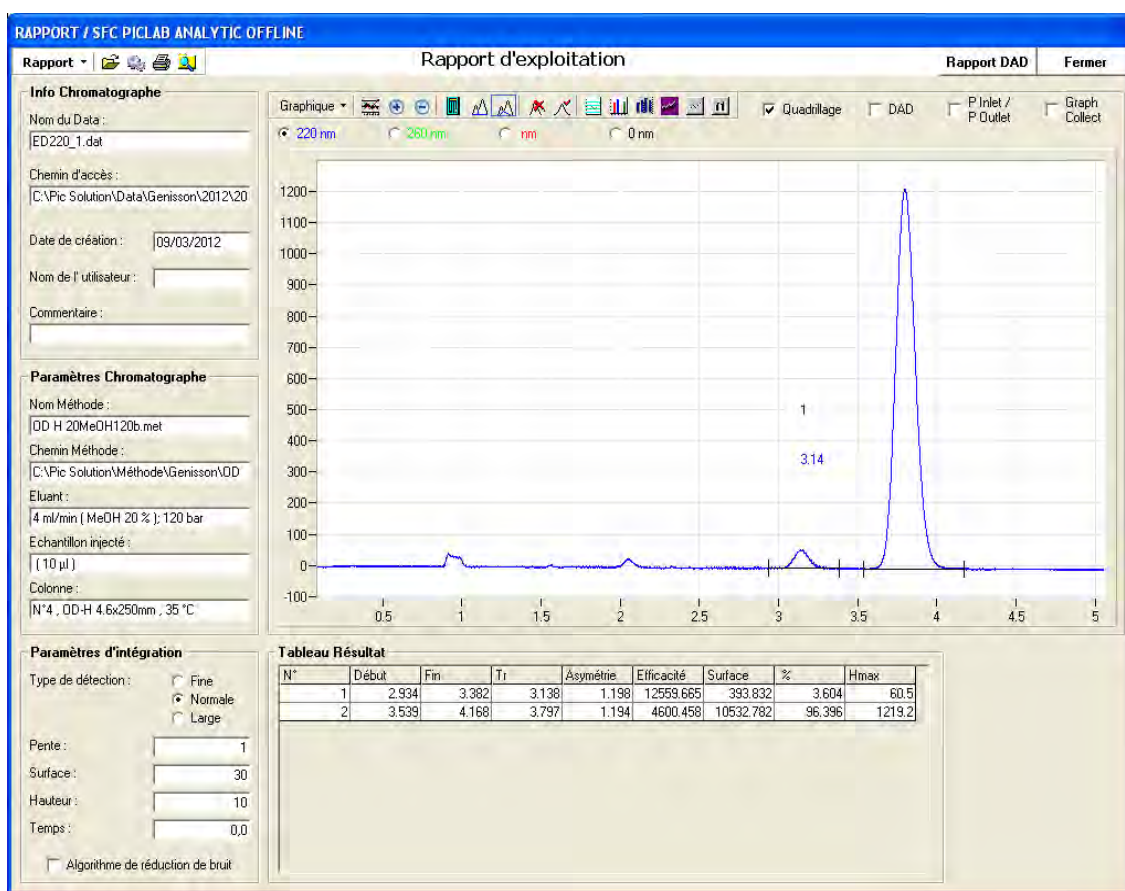 RAPPORT / SFC PICLAB ANALYTIC OFFLINE
Rapport Rapport d'exploitation Rapport DAD Fermer
Info Chromatographe
Nom du Data :
ED220_1.dat
Chemin d'accès :
C:\Pic Solution\Data\Genisson\2012\20
Date de création : 09/03/2012
Nom de l' utilisateur :
Commentaire :
Paramètres Chromatographe
Nom Méthode :
OD H 20MeOH120b.met
Chemin Méthode :
C:\Pic Solution\Méthode\Genisson\OD
Eluant :
4 ml/min ( MeOH 20 % ); 120 bar
Echantillon injecté :
( 10 µl )
Colonne :
N°4 , OD-H 4.6x250mm , 35 °C
Paramètres d'intégration
Type de détection : Fine
Normale
Large
Pente : 1
Surface : 30
Hauteur : 10
Temps : 0,0
Algorithme de réduction de bruit
Graphique Quadrillage DAD P Inlet / P Outlet Graph Collect
220 nm 260 nm nm 0 nm
1200
1100
1000
900
800
700
600
500
400
300
200
100
0
-100
1
3.14
0.5 1 1.5 2 2.5 3 3.5 4 4.5 5
Tableau Résultat
N° Début Fin Tr Asymétrie Efficacité Surface % Hmax
1 2.934 3.382 3.138 1.198 12559.665 393.832 3.604 60.5
2 3.539 4.168 3.797 1.194 4600.458 10532.782 96.396 1219.2